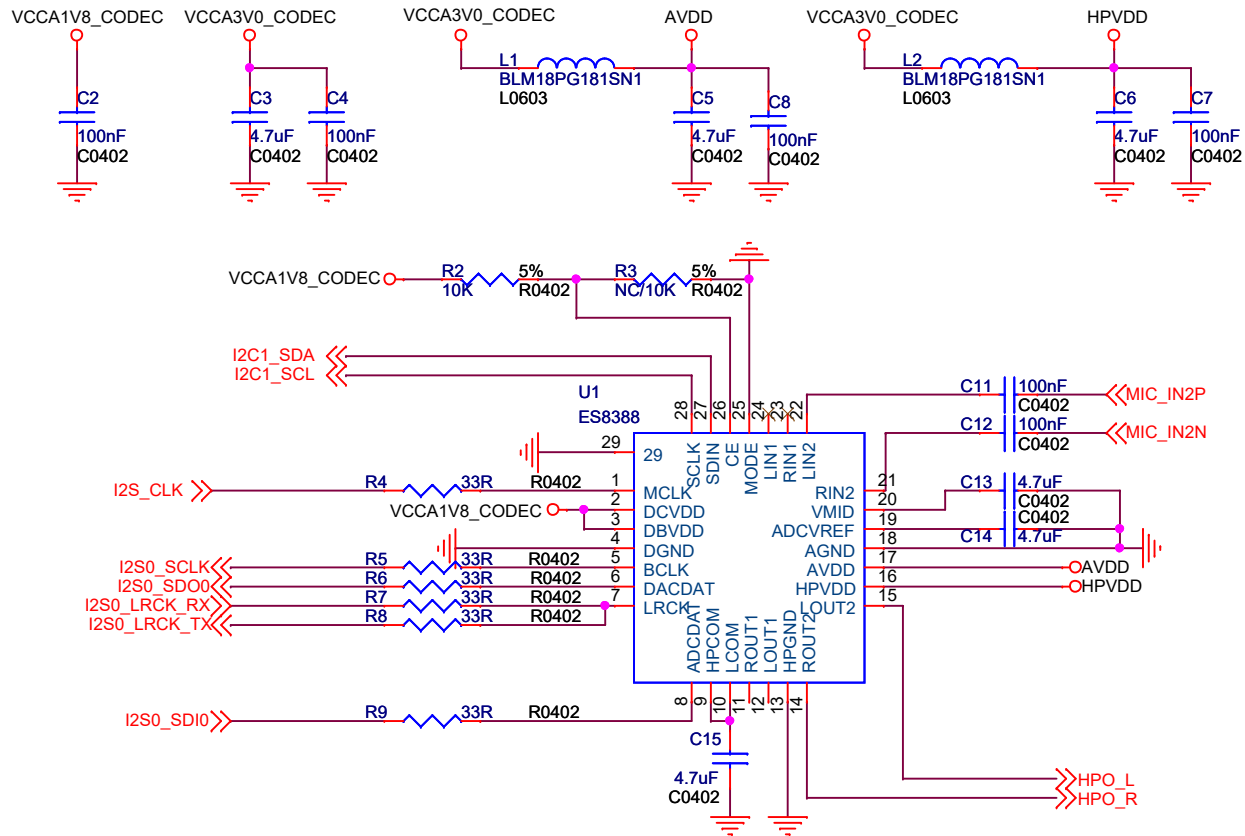 VCCA1V8_CODEC
VCCA3V0_CODEC
VCCA3V0_CODEC
AVDD
VCCA3V0_CODEC
HPVDD
L1
BLM18PG181SN1
L0603
L2
BLM18PG181SN1
L0603
C2
100nF
C0402
C3
4.7uF
C0402
C4
100nF
C0402
C5
4.7uF
C0402
C8
100nF
C0402
C6
4.7uF
C0402
C7
100nF
C0402
VCCA1V8_CODEC
R2
10K
5%
R0402
R3
NC/10K
5%
R0402
I2C1_SDA
I2C1_SCL
U1
ES8388
28
27
26
25
24
23
22
SCLK
SDIN
CE
MODE
LIN1
RIN1
LIN2
C11
100nF
C0402
MIC_IN2P
C12
100nF
C0402
MIC_IN2N
29
29
I2S_CLK
R4
33R
R0402
1
MCLK
VCCA1V8_CODEC
2
DCVDD
3
DBVDD
4
DGND
I2S0_SCLK
R5
33R
R0402
5
BCLK
I2S0_SDO0
R6
33R
R0402
6
DACDAT
I2S0_LRCK_RX
R7
33R
R0402
7
LRCK
I2S0_LRCK_TX
R8
33R
R0402
RIN2
21
VMID
20
C13
4.7uF
C0402
ADCVREF
19
C0402
C14
4.7uF
AGND
18
AVDD
17
AVDD
HPVDD
16
HPVDD
LOUT2
15
ADCDAT
HPCOM
LCOM
ROUT1
LOUT1
HPGND
ROUT2
8
9
10
11
12
13
14
I2S0_SDI0
R9
33R
R0402
C15
4.7uF
C0402
HPO_L
HPO_R